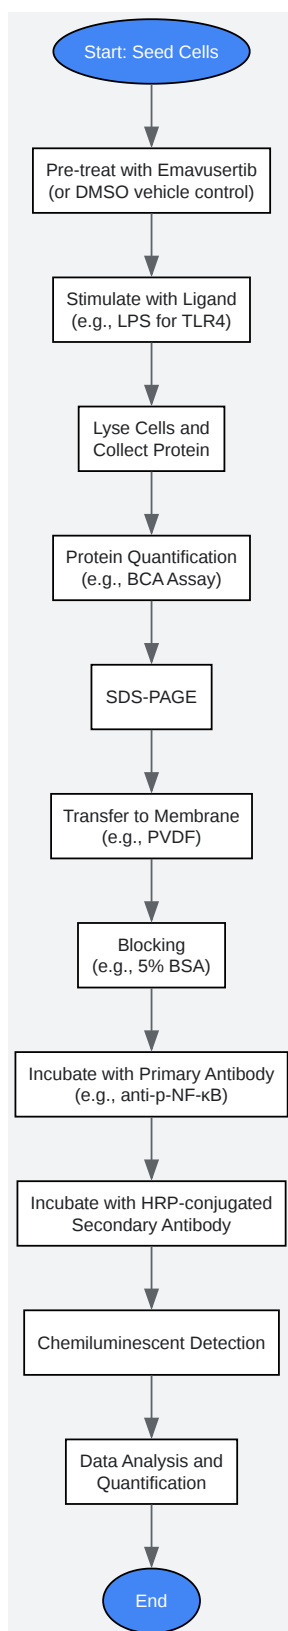 Start: Seed Cells
Pre-treat with Emavusertib
(or DMSO vehicle control)
Stimulate with Ligand
(e.g., LPS for TLR4)
Lyse Cells and
Collect Protein
Protein Quantification
(e.g., BCA Assay)
SDS-PAGE
Transfer to Membrane
(e.g., PVDF)
Blocking
(e.g., 5% BSA)
Incubate with Primary Antibody
(e.g., anti-p-NF-κB)
Incubate with HRP-conjugated
Secondary Antibody
Chemiluminescent Detection
Data Analysis and
Quantification
End